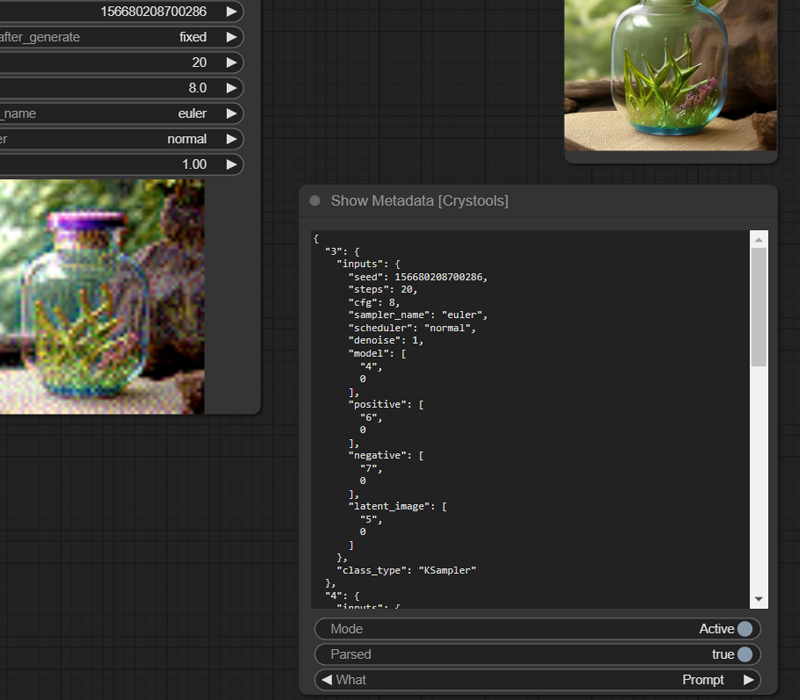 156680208700286
after_generate fixed
20
8.0
_name euler
er normal
1.00
Show Metadata [Crystools]
{
"3": {
"inputs": {
"seed": 156680208700286,
"steps": 20,
"cfg": 8,
"sampler_name": "euler",
"scheduler": "normal",
"denoise": 1,
"model": [
"4",
0
],
"positive": [
"6",
0
],
"negative": [
"7",
0
],
"latent_image": [
"5",
0
]
},
"class_type": "KSampler"
},
"4": {
"inputs": {
Mode Active
Parsed true
What Prompt